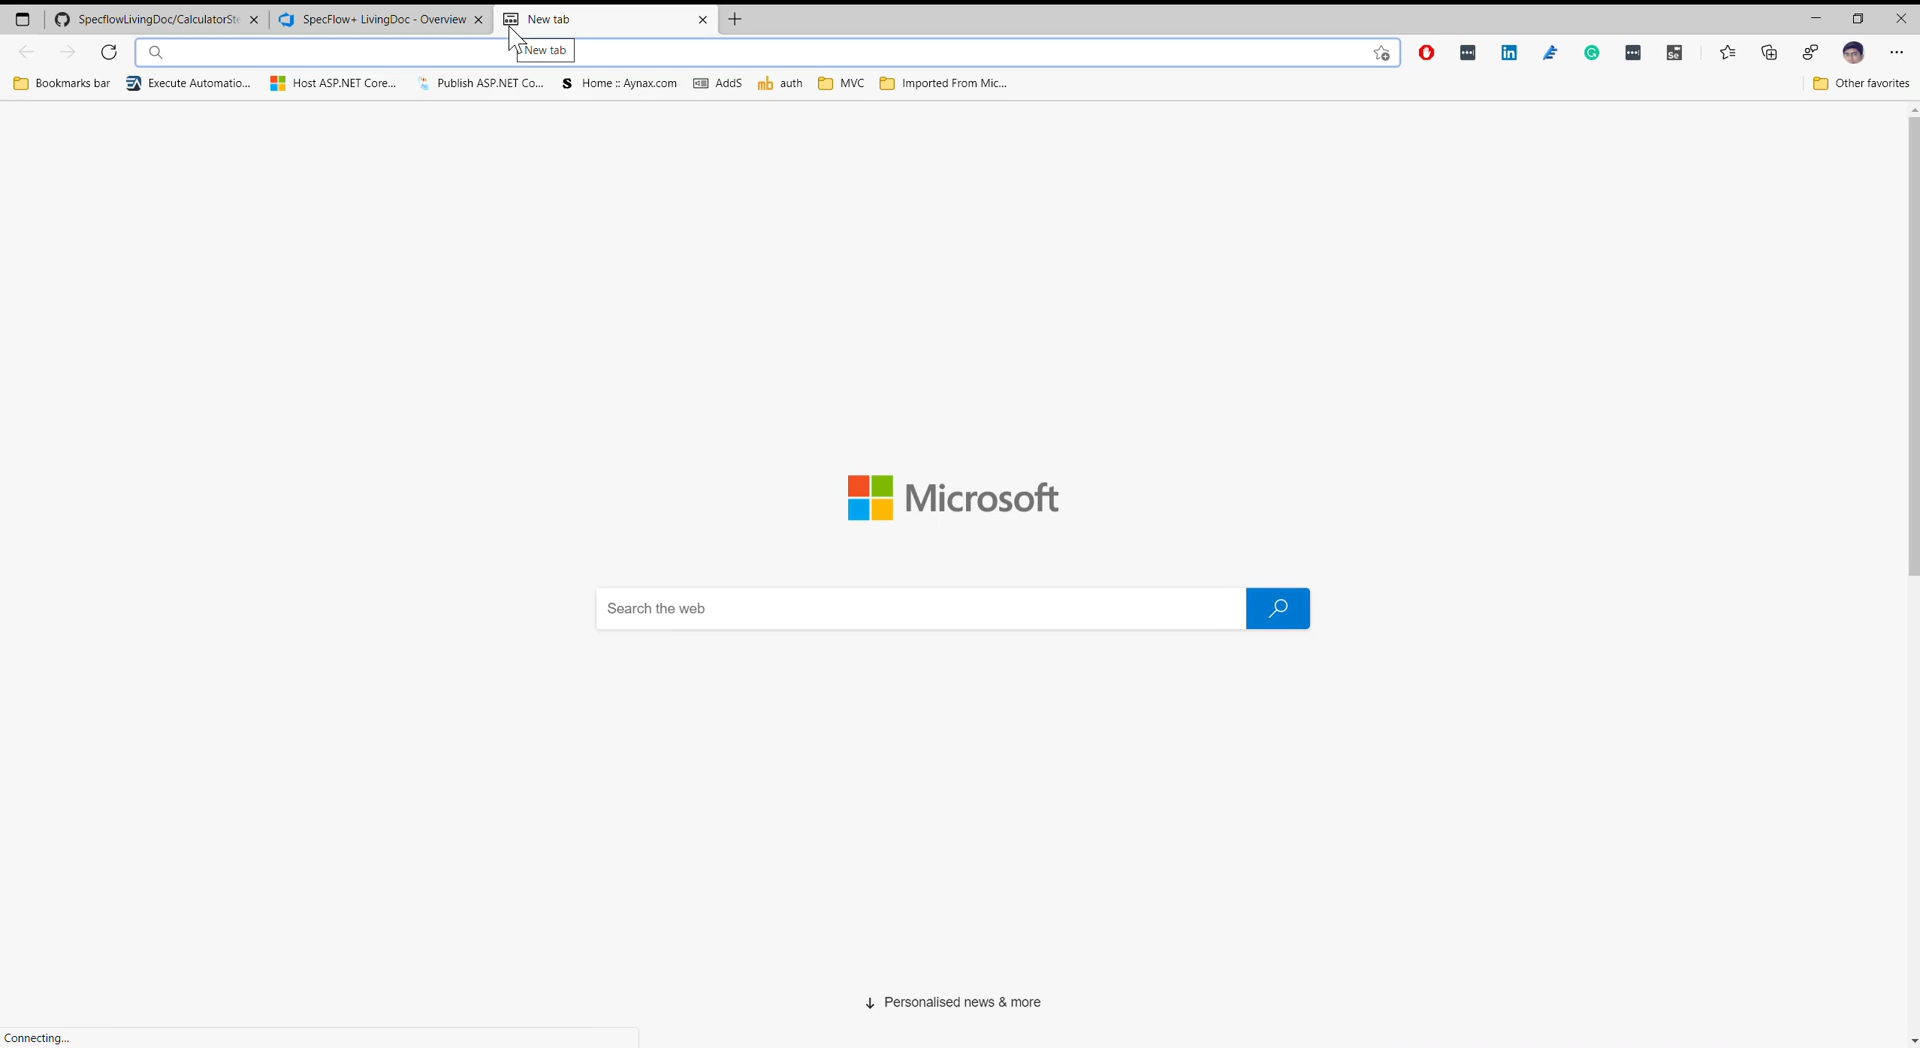 SpecflowLivingDoc/CalculatorSte
SpecFlow+ LivingDoc - Overview
New tab
New tab
Bookmarks bar
Execute Automatio...
Host ASP.NET Core...
Publish ASP.NET Co...
S Home :: Aynax.com
AddS
mb auth
MVC
Imported From Mic...
Other favorites
Microsoft
Search the web
Personalised news & more
Connecting...